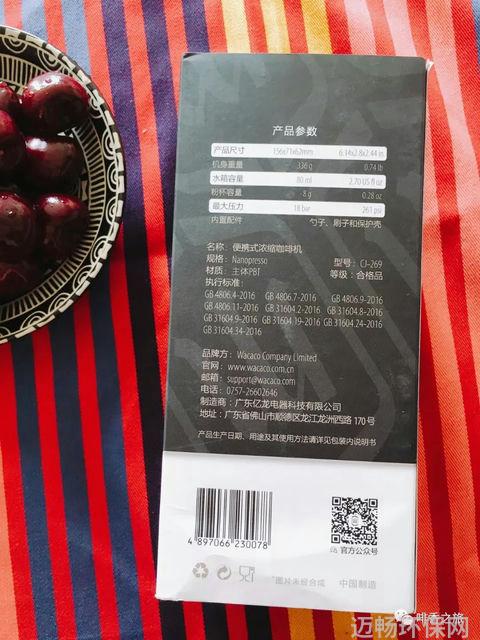 产品参数
产品尺寸 156x71x62mm 6.14x2.8x2.44 in
机身重量 336 g 0.74 lb
水箱容量 80 ml 2.70 US fl oz
粉杯容量 8 g 0.28 oz
最大压力 18 bar 261 psi
内置配件 勺子、刷子和保护壳
名称：便携式浓缩咖啡机
规格：Nanopresso 型号：CJ-269
材质：主体PBT 等级：合格品
执行标准：
GB 4806.4-2016 GB 4806.7-2016 GB 4806.9-2016
GB 4806.11-2016 GB 31604.2-2016 GB 31604.8-2016
GB 31604.9-2016 GB 31604.19-2016 GB 31604.24-2016
GB 31604.34-2016
品牌方：Wacaco Company Limited
官网：www.wacaco.com.cn
邮箱：support@wacaco.com
电话：0757-26602646
制造商：广东亿龙电器科技有限公司
地址：广东省佛山市顺德区龙江龙洲西路 170号
产品生产日期、用途及其使用方法请详见包装内说明书
4 897066 230078
官方公众号
*图片未经合成 中国制造
啡香之旅
迈畅环保网